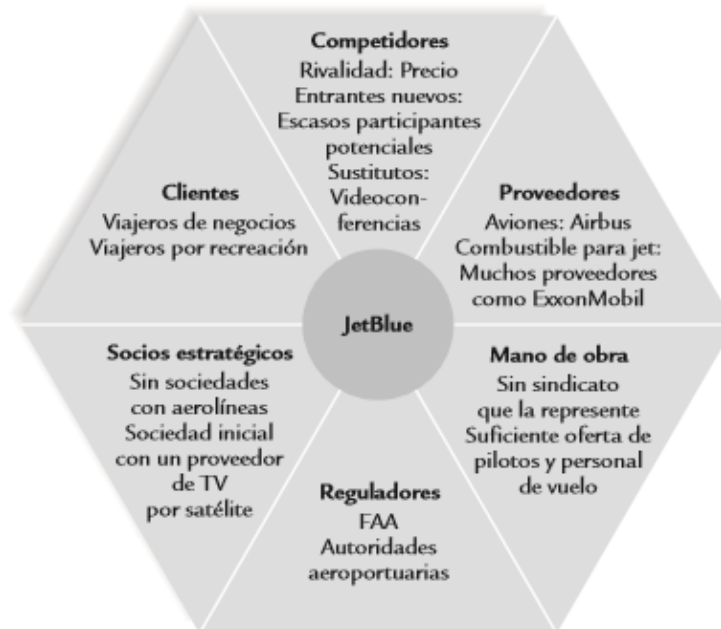 Competidores
Rivalidad: Precio
Entrantes nuevos:
Escasos participantes
potenciales
Sustitutos:
Videocon-
ferencias
Clientes
Viajeros de negocios
Viajeros por recreación
Proveedores
Aviones: Airbus
Combustible para jet:
Muchos proveedores
como ExxonMobil
JetBlue
Socios estratégicos
Sin sociedades
con aerolíneas
Sociedad inicial
con un proveedor
de TV
por satélite
Mano de obra
Sin sindicato
que la represente
Suficiente oferta de
pilotos y personal
de vuelo
Reguladores
FAA
Autoridades
aeroportuarias